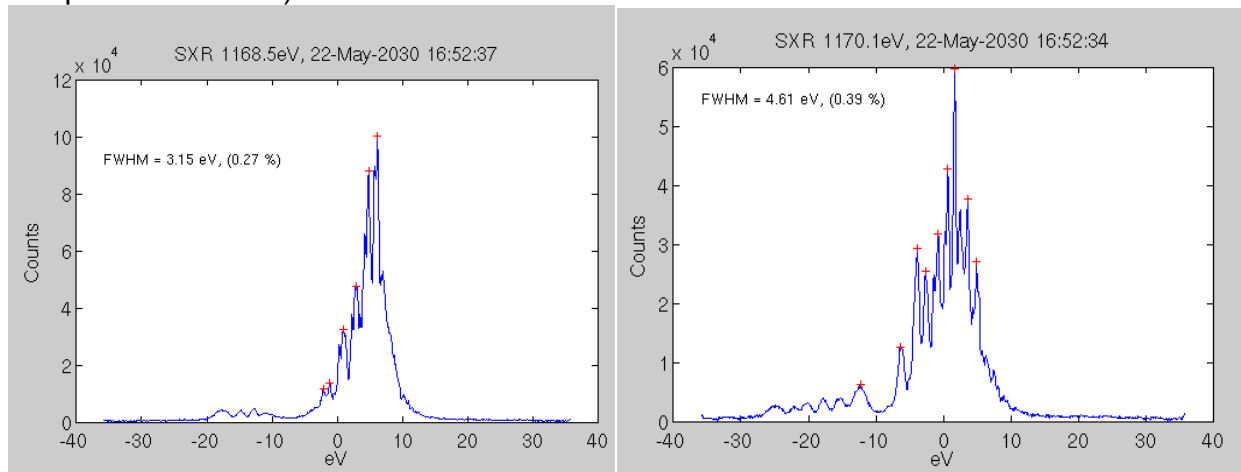 SXR 1168.5eV, 22-May-2030 16:52:37
x 10^4
FWHM = 3.15 eV, (0.27 %)
Counts
12
10
8
6
4
2
0
-40 -30 -20 -10 0 10 20 30 40
eV
SXR 1170.1eV, 22-May-2030 16:52:34
x 10^4
FWHM = 4.61 eV, (0.39 %)
Counts
6
5
4
3
2
1
0
-40 -30 -20 -10 0 10 20 30 40
eV